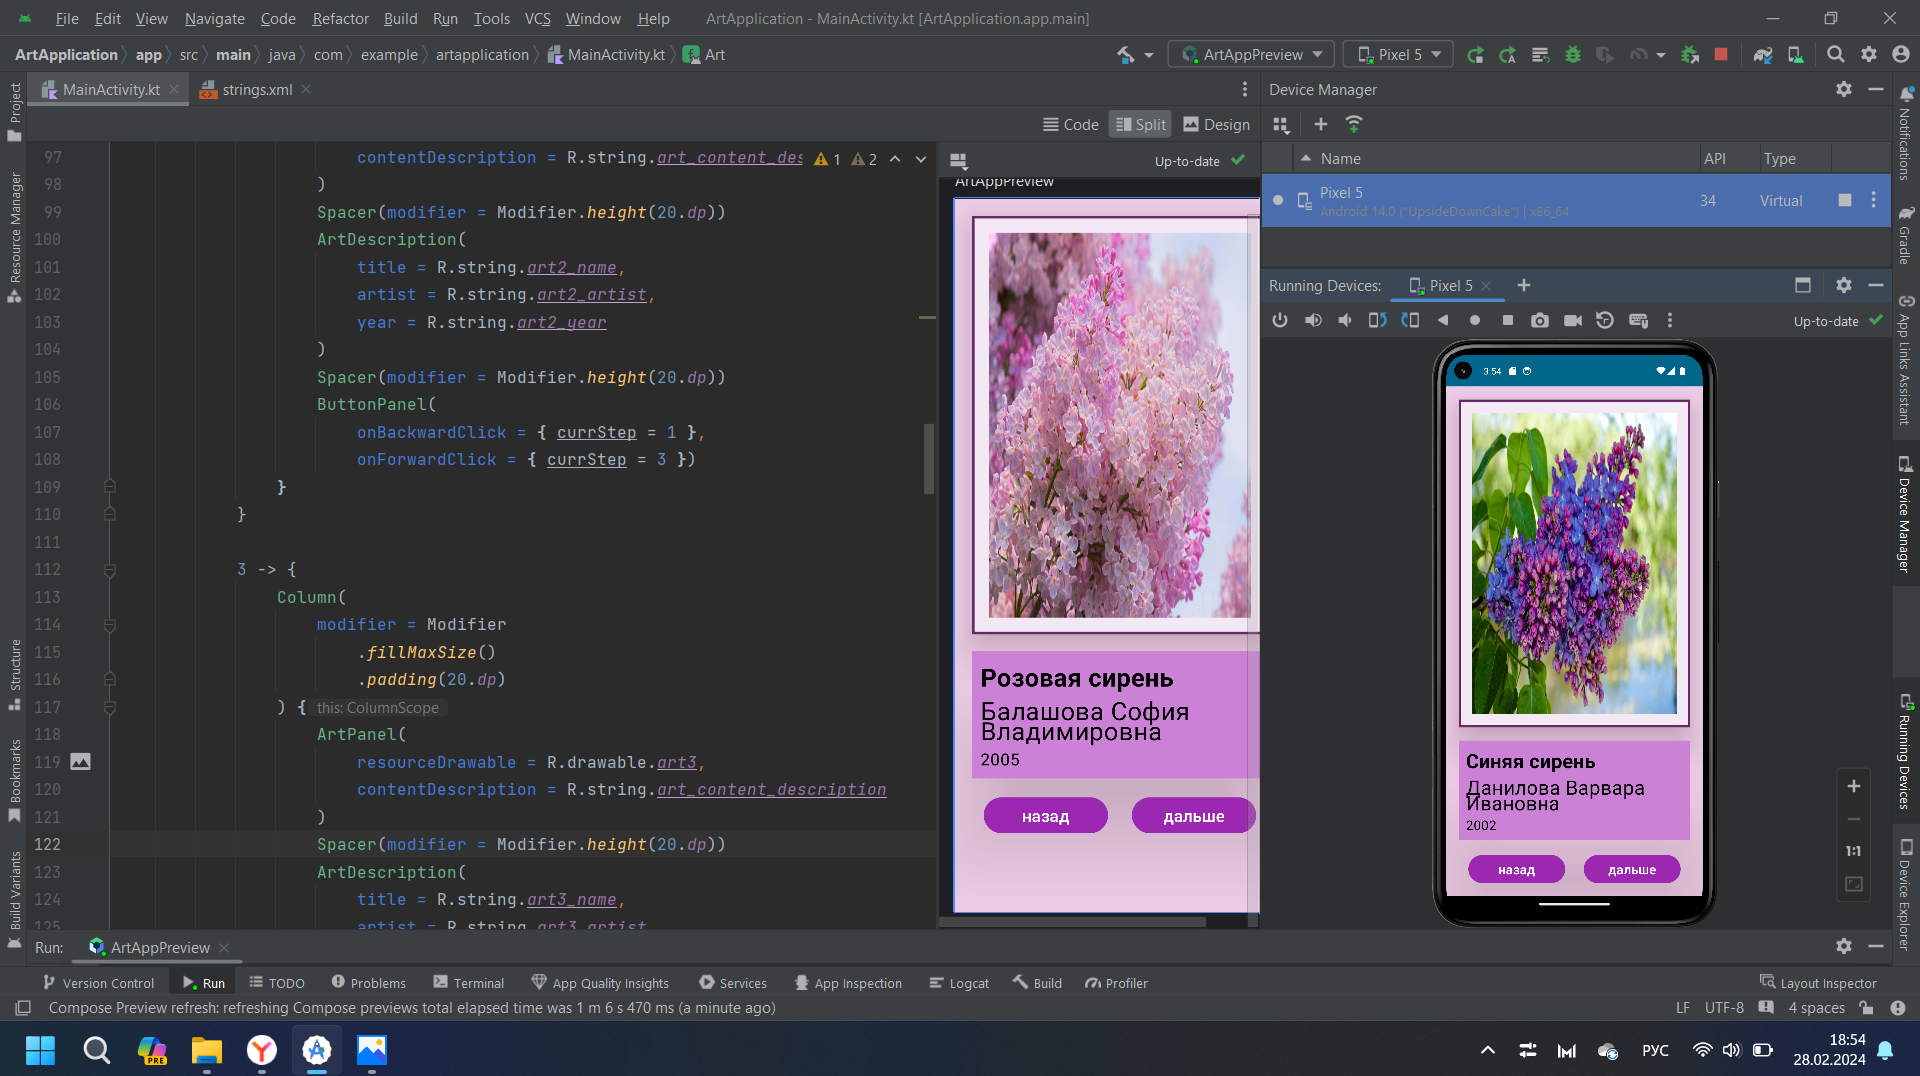 File Edit View Navigate Code Refactor Build Run Tools VCS Window Help ArtApplication - MainActivity.kt [ArtApplication.app.main]
ArtApplication app src main java com example artapplication MainActivity.kt Art
ArtAppPreview Pixel 5
MainActivity.kt strings.xml
Code Split Design
Project
Resource Manager
Structure
Bookmarks
Build Variants
97 contentDescription = R.string.art_content_des 1 2
98 )
99 Spacer(modifier = Modifier.height(20.dp))
100 ArtDescription(
101 title = R.string.art2_name,
102 artist = R.string.art2_artist,
103 year = R.string.art2_year
104 )
105 Spacer(modifier = Modifier.height(20.dp))
106 ButtonPanel(
107 onBackwardClick = { currStep = 1 },
108 onForwardClick = { currStep = 3 })
109 }
110 }
111
112 3 -> {
113 Column(
114 modifier = Modifier
115 .fillMaxSize()
116 .padding(20.dp)
117 ) { this: ColumnScope
118 ArtPanel(
119 resourceDrawable = R.drawable.art3,
120 contentDescription = R.string.art_content_description
121 )
122 Spacer(modifier = Modifier.height(20.dp))
123 ArtDescription(
124 title = R.string.art3_name,
125 artist = R.string.art3_artist
Up-to-date
ArtAppPreview
Розовая сирень
Балашова София
Владимировна
2005
назад дальше
Device Manager
Name API Type
Pixel 5 34 Virtual
Android 14.0 ("UpsideDownCake") | x86_64
Running Devices: Pixel 5
Up-to-date
3:54
Синяя сирень
Данилова Варвара
Ивановна
2002
назад дальше
1:1
Notifications
Gradle
App Links Assistant
Device Manager
Running Devices
Device Explorer
Run: ArtAppPreview
Version Control Run TODO Problems Terminal App Quality Insights Services App Inspection Logcat Build Profiler Layout Inspector
Compose Preview refresh: refreshing Compose previews total elapsed time was 1 m 6 s 470 ms (a minute ago) LF UTF-8 4 spaces
PRE
РУС
18:54
28.02.2024